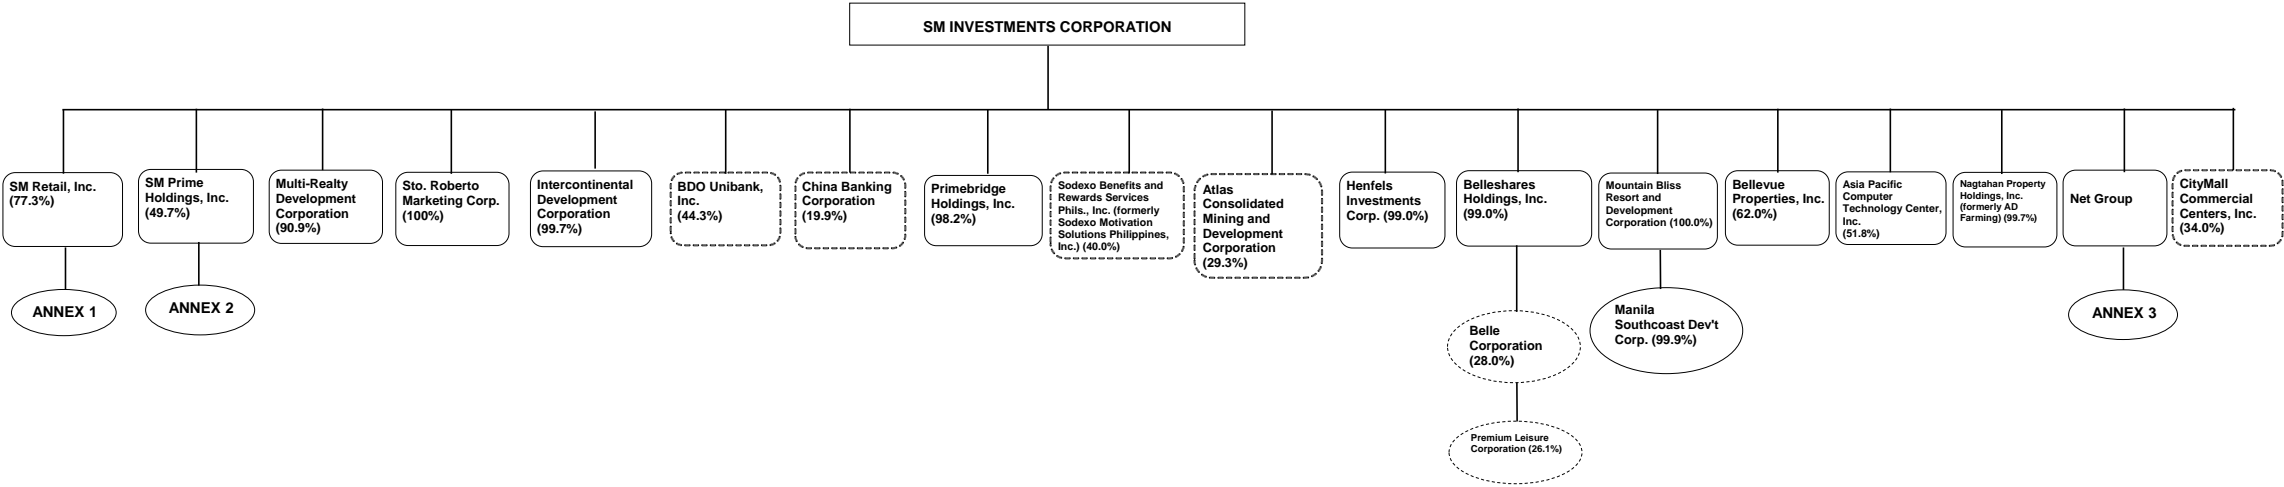 SM INVESTMENTS CORPORATION
SM Retail, Inc.
(77.3%)
SM Prime
Holdings, Inc.
(49.7%)
Multi-Realty
Development
Corporation
(90.9%)
Sto. Roberto
Marketing Corp.
(100%)
Intercontinental
Development
Corporation
(99.7%)
BDO Unibank,
Inc.
(44.3%)
China Banking
Corporation
(19.9%)
Primebridge
Holdings, Inc.
(98.2%)
Sodexo Benefits and
Rewards Services
Phils., Inc. (formerly
Sodexo Motivation
Solutions Philippines,
Inc.) (40.0%)
Atlas
Consolidated
Mining and
Development
Corporation
(29.3%)
Henfels
Investments
Corp. (99.0%)
Belleshares
Holdings, Inc.
(99.0%)
Mountain Bliss
Resort and
Development
Corporation (100.0%)
Bellevue
Properties, Inc.
(62.0%)
Asia Pacific
Computer
Technology Center,
Inc.
(51.8%)
Nagtahan Property
Holdings, Inc.
(formerly AD
Farming) (99.7%)
Net Group
CityMall
Commercial
Centers, Inc.
(34.0%)
ANNEX 1
ANNEX 2
Belle
Corporation
(28.0%)
Manila
Southcoast Dev't
Corp. (99.9%)
ANNEX 3
Premium Leisure
Corporation (26.1%)